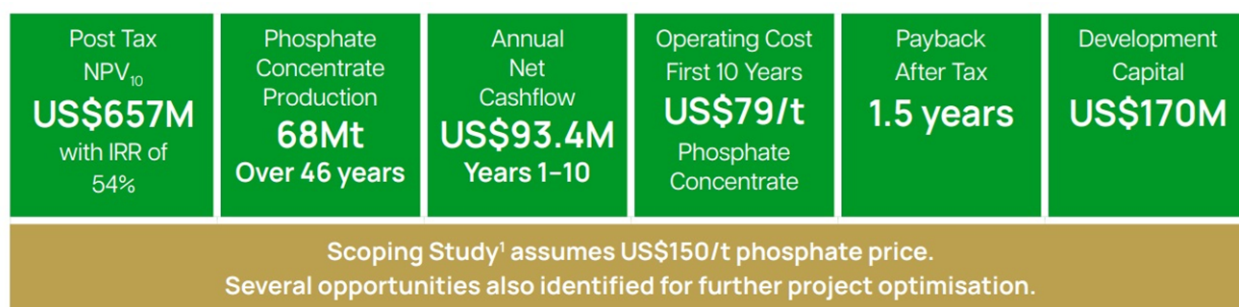 Post Tax
NPV₁₀
US$657M
with IRR of
54%
Phosphate
Concentrate
Production
68Mt
Over 46 years
Annual
Net
Cashflow
US$93.4M
Years 1–10
Operating Cost
First 10 Years
US$79/t
Phosphate
Concentrate
Payback
After Tax
1.5 years
Development
Capital
US$170M
Scoping Study¹ assumes US$150/t phosphate price.
Several opportunities also identified for further project optimisation.